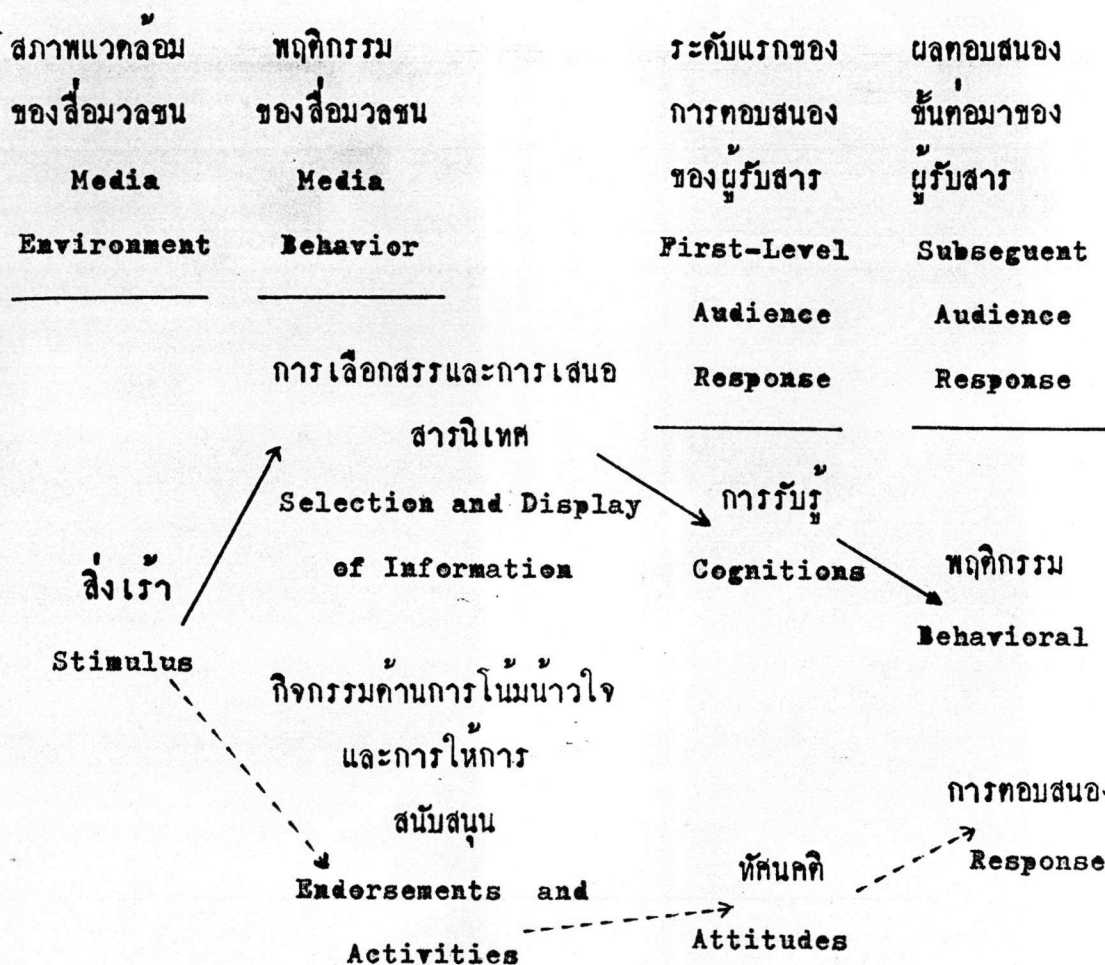 สภาพแวดล้อม
ของสื่อมวลชน
Media
Environment
พฤติกรรม
ของสื่อมวลชน
Media
Behavior
ระดับแรกของ
การตอบสนอง
ของผู้รับสาร
First-Level
Audience
Response
ผลตอบสนอง
ขั้นต่อมาของ
ผู้รับสาร
Subseguent
Audience
Response
การเลือกสรรและการเสนอ
สารนิเทศ
Selection and Display
of Information
การรับรู้
Cognitions
พฤติกรรม
Behavioral
สิ่งเร้า
Stimulus
กิจกรรมด้านการโน้มน้าวใจ
และการให้การ
สนับสนุน
Endorsements and
Activities
ทัศนคติ
Attitudes
การตอบสนอง
Response